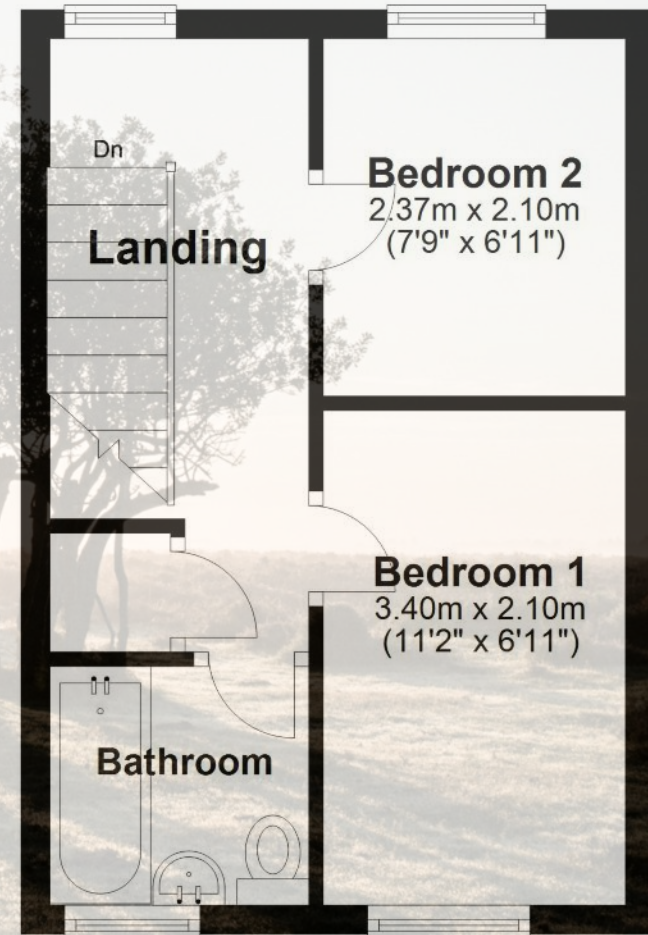 Dn
Landing
Bedroom 2
2.37m x 2.10m
(7'9" x 6'11")
Bedroom 1
3.40m x 2.10m
(11'2" x 6'11")
Bathroom